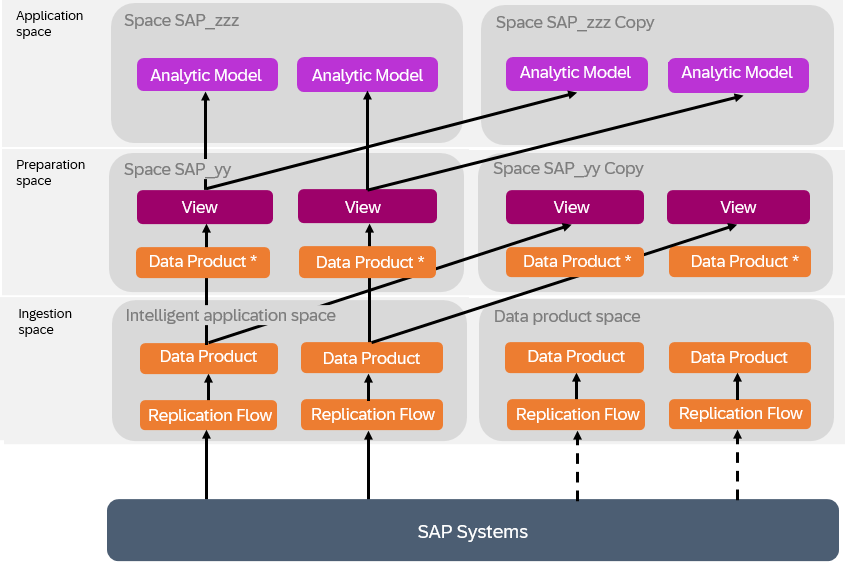 Application
space
Space SAP_zzz
Space SAP_zzz Copy
Analytic Model
Analytic Model
Analytic Model
Analytic Model
Preparation
space
Space SAP_yy
Space SAP_yy Copy
View
View
View
View
Data Product *
Data Product *
Data Product *
Data Product *
Ingestion
space
Intelligent application space
Data product space
Data Product
Data Product
Data Product
Data Product
Replication Flow
Replication Flow
Replication Flow
Replication Flow
SAP Systems